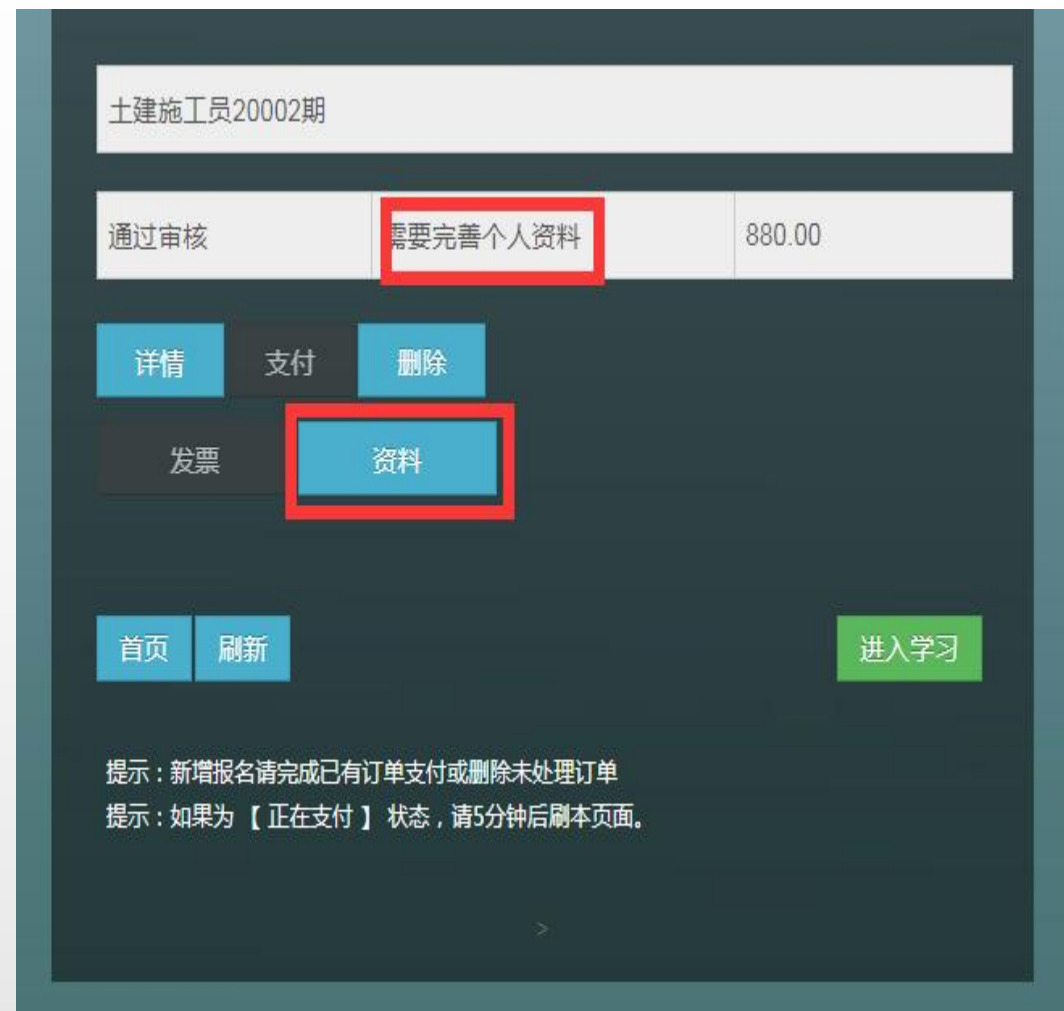 土建施工员20002期
通过审核 需要完善个人资料 880.00
详情 支付 删除
发票 资料
首页 刷新 进入学习
提示：新增报名请完成已有订单支付或删除未处理订单
提示：如果为 【 正在支付 】 状态，请5分钟后刷本页面。
>